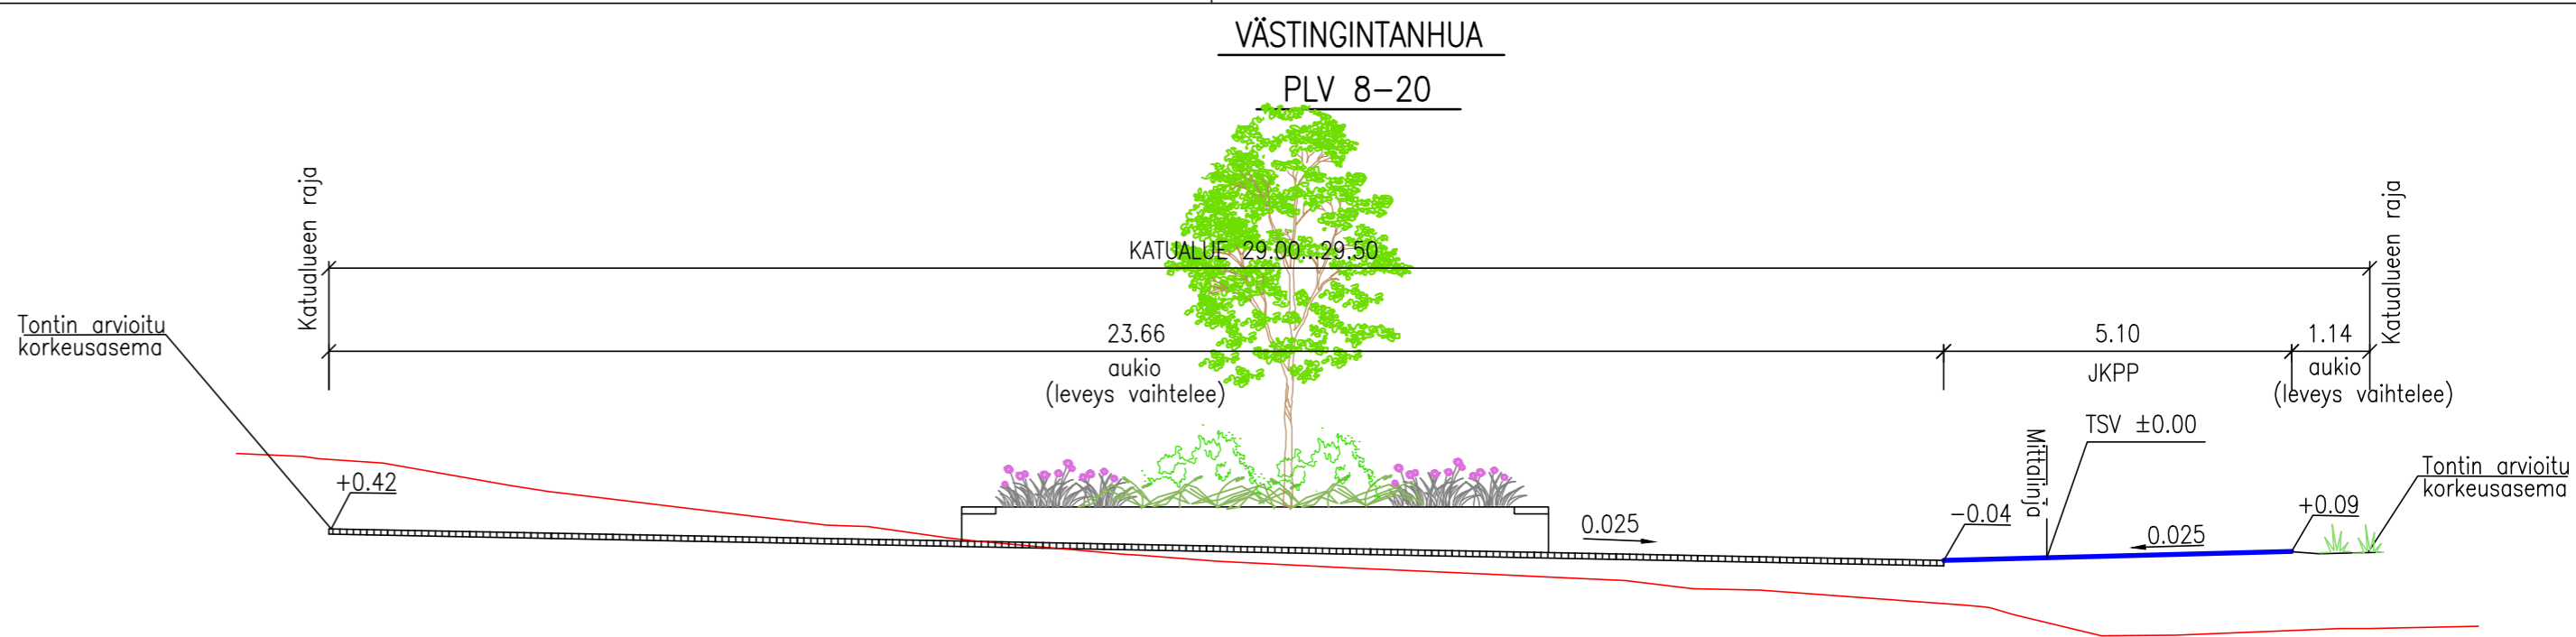 VÄSTINGINTANHUA
PLV 8-20
Katualueen raja
Katualueen raja
KATUALUE 29.00...29.50
Tontin arvioitu
korkeusasema
23.66
aukio
(leveys vaihtelee)
5.10
JKPP
1.14
aukio
(leveys vaihtelee)
TSV ±0.00
Mittalinja
Tontin arvioitu
korkeusasema
+0.42
0.025
-0.04
0.025
+0.09